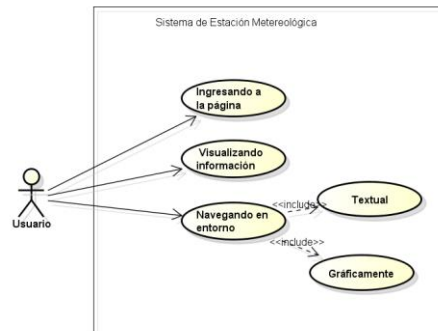 Sistema de Estación Metereológica
Ingresando a
la página
Visualizando
información
Usuario
Navegando en
entorno
<<include>>
Textual
<<include>>
Gráficamente